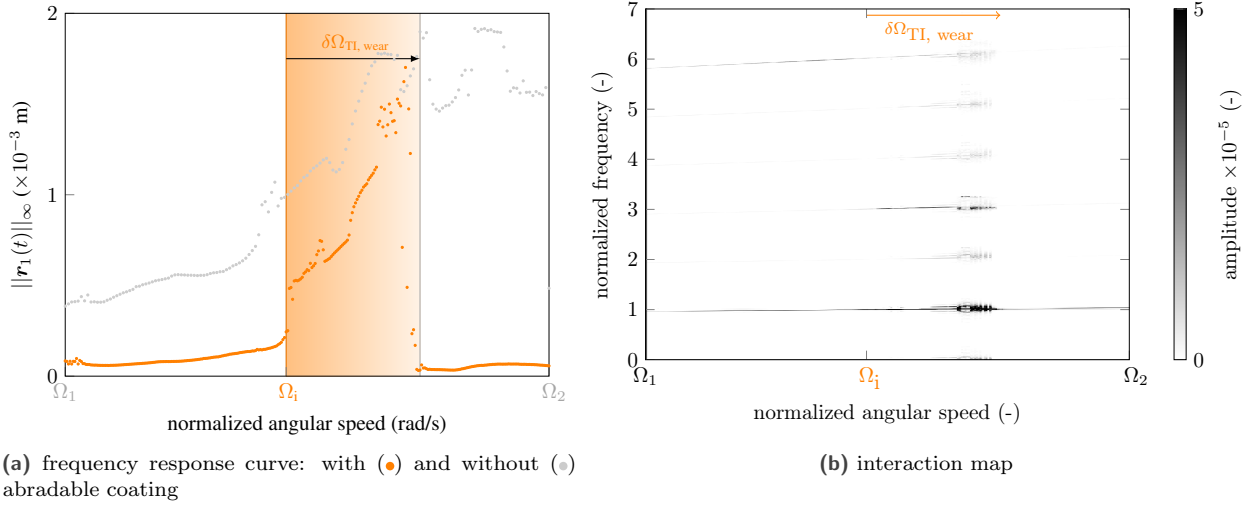 2
1
0
||r₁(t)||∞ (×10⁻³ m)
δΩTI, wear
Ω₁
Ωi
Ω₂
normalized angular speed (rad/s)
(a) frequency response curve: with (●) and without (●)
abradable coating
7
6
5
4
3
2
1
0
normalized frequency (-)
δΩTI, wear
Ω₁
Ωi
Ω₂
normalized angular speed (-)
5
0
amplitude ×10⁻⁵ (-)
(b) interaction map